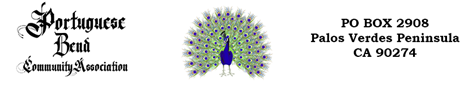 Portuguese
Bend
Community Association
PO BOX 2908
Palos Verdes Peninsula
CA 90274